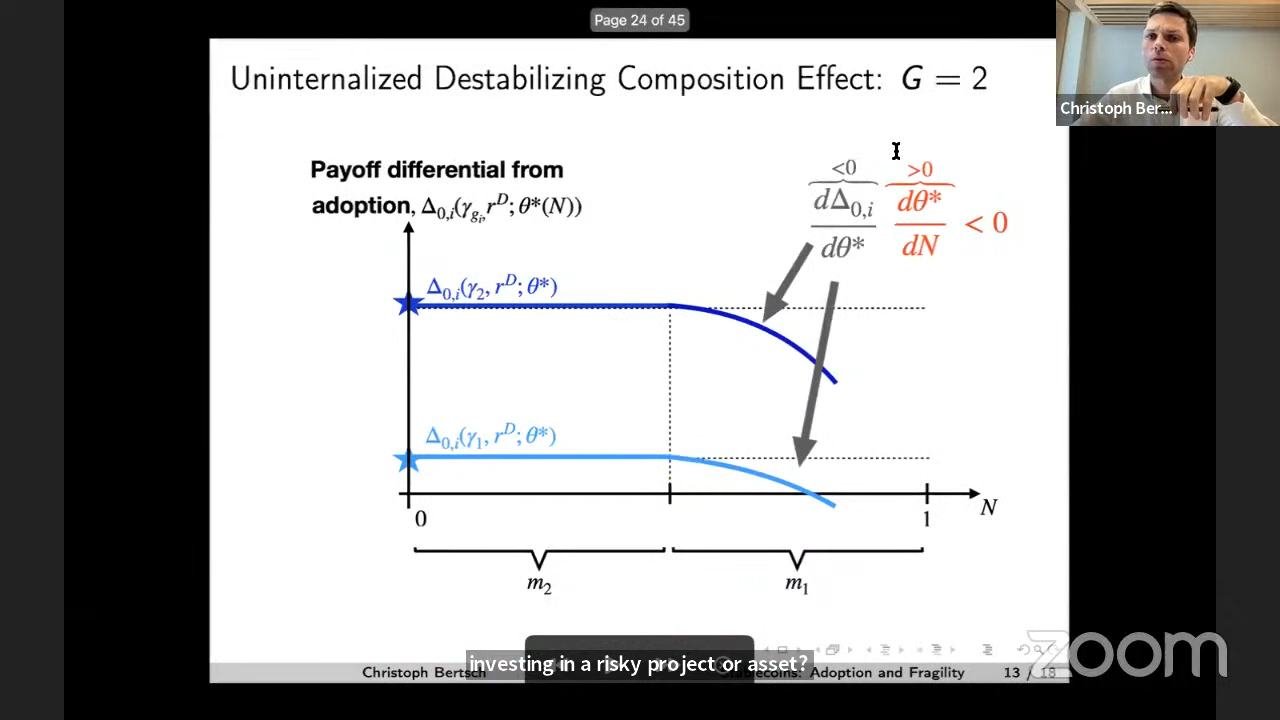 Page 24 of 45
Uninternalized Destabilizing Composition Effect: G = 2
Christoph Ber...
Payoff differential from
adoption, Δ0,i(γgi, rD; θ*(N))
<0
>0
dΔ0,i
dθ*
dθ*
dN
< 0
Δ0,i(γ2, rD; θ*)
Δ0,i(γ1, rD; θ*)
0
1
N
m2
m1
investing in a risky project or asset?
Christoph Bertsch
Stablecoins: Adoption and Fragility
13 / 18
zoom